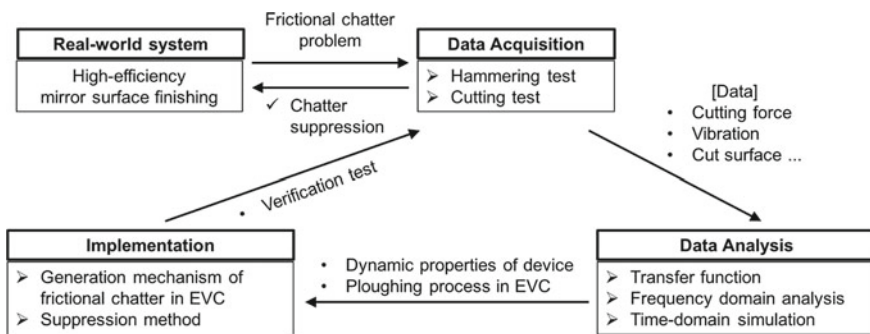 Real-world system
High-efficiency
mirror surface finishing
Frictional chatter
problem
✓ Chatter
suppression
Data Acquisition
➢ Hammering test
➢ Cutting test
[Data]
• Cutting force
• Vibration
• Cut surface ...
• Verification test
Implementation
➢ Generation mechanism of
frictional chatter in EVC
➢ Suppression method
• Dynamic properties of device
• Ploughing process in EVC
Data Analysis
➢ Transfer function
➢ Frequency domain analysis
➢ Time-domain simulation